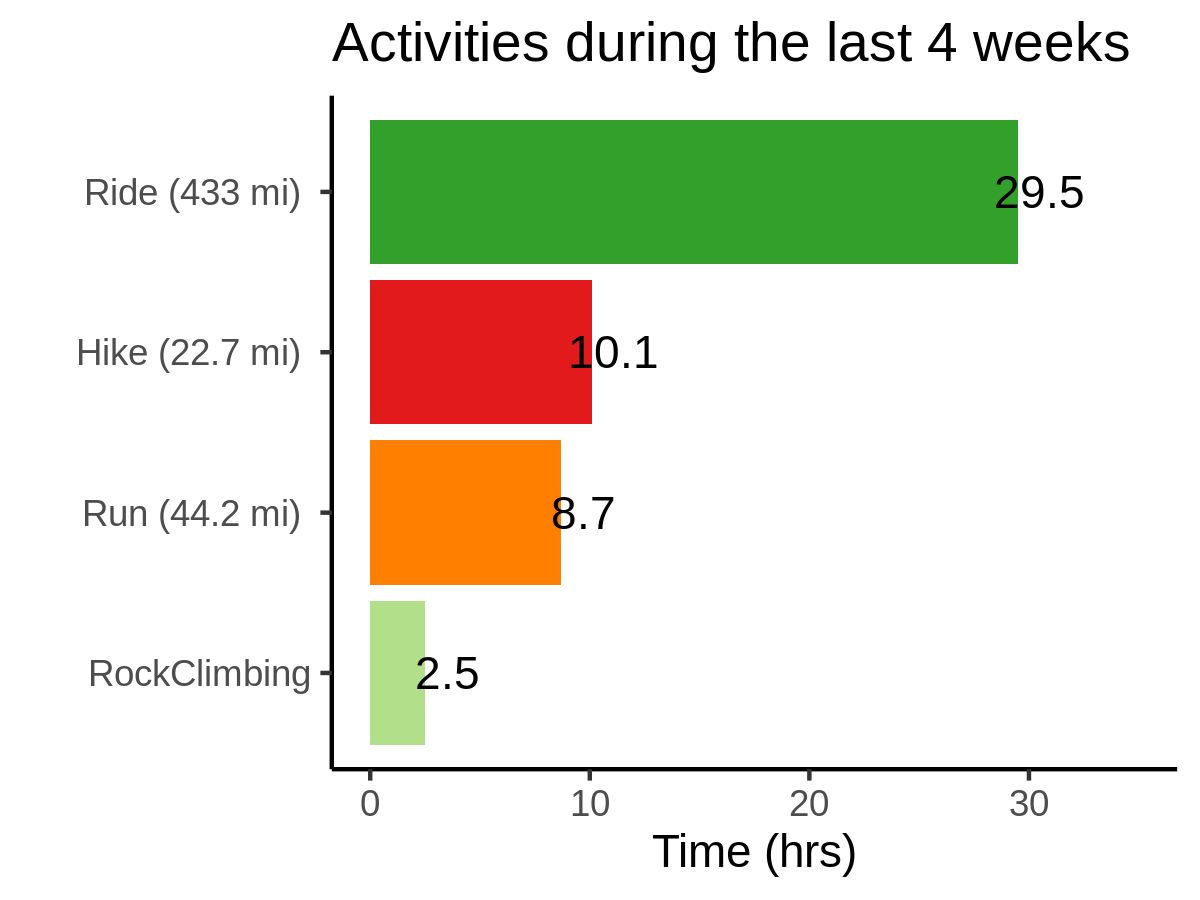 Activities during the last 4 weeks
Ride (433 mi)
29.5
Hike (22.7 mi)
10.1
Run (44.2 mi)
8.7
RockClimbing
2.5
0 10 20 30
Time (hrs)